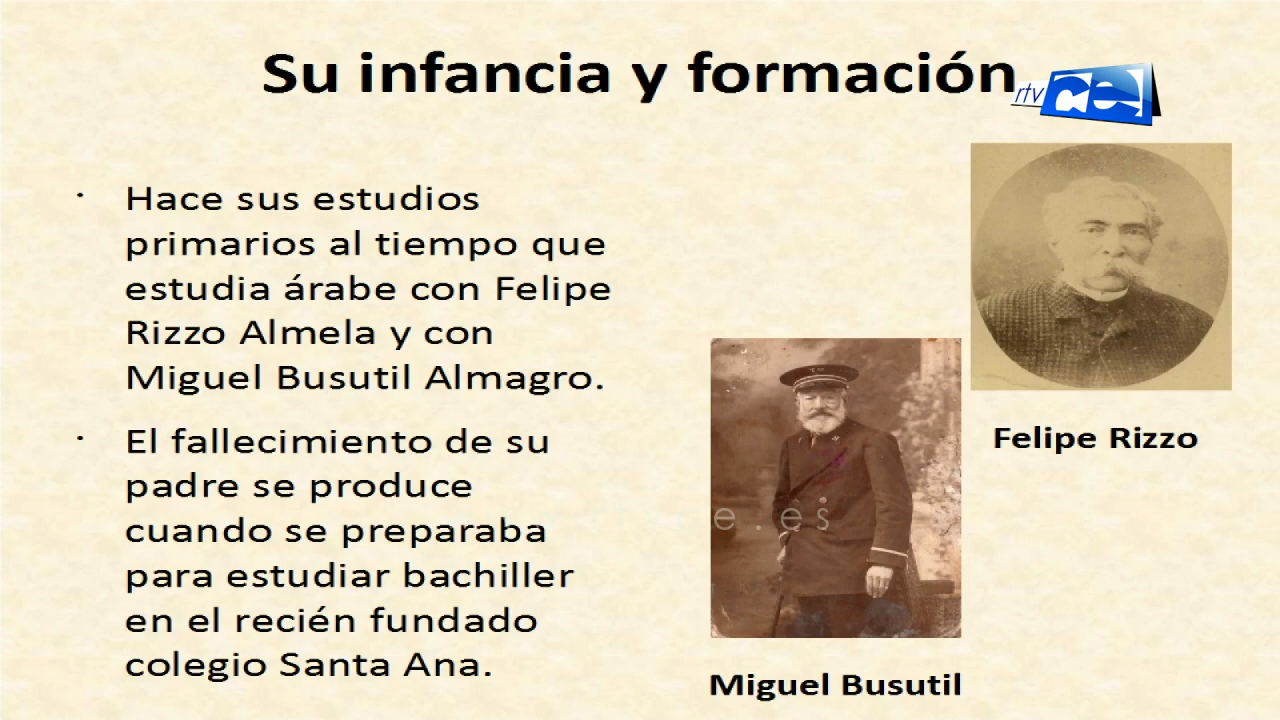 Su infancia y formación
rtvce
· Hace sus estudios
primarios al tiempo que
estudia árabe con Felipe
Rizzo Almela y con
Miguel Busutil Almagro.
· El fallecimiento de su
padre se produce
cuando se preparaba
para estudiar bachiller
en el recién fundado
colegio Santa Ana.
Felipe Rizzo
e.es
Miguel Busutil